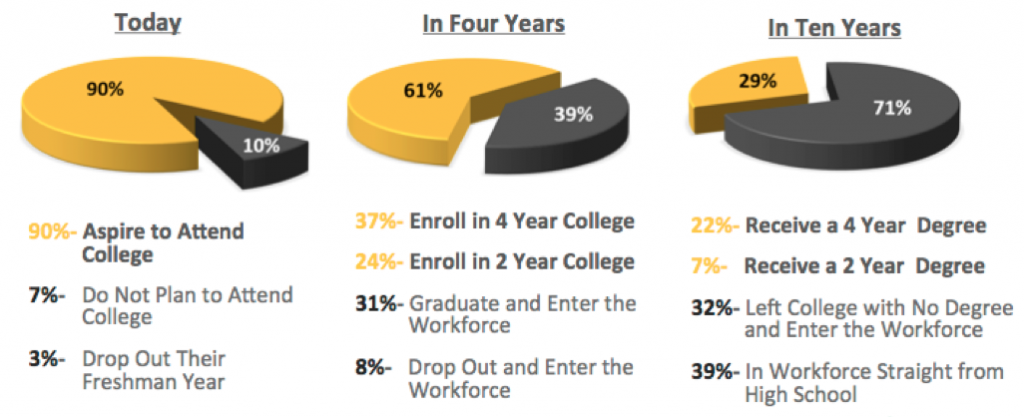 Today
90%
10%
90%- Aspire to Attend
College
7%- Do Not Plan to Attend
College
3%- Drop Out Their
Freshman Year
In Four Years
61%
39%
37%- Enroll in 4 Year College
24%- Enroll in 2 Year College
31%- Graduate and Enter the
Workforce
8%- Drop Out and Enter the
Workforce
In Ten Years
29%
71%
22%- Receive a 4 Year Degree
7%- Receive a 2 Year Degree
32%- Left College with No Degree
and Enter the Workforce
39%- In Workforce Straight from
High School